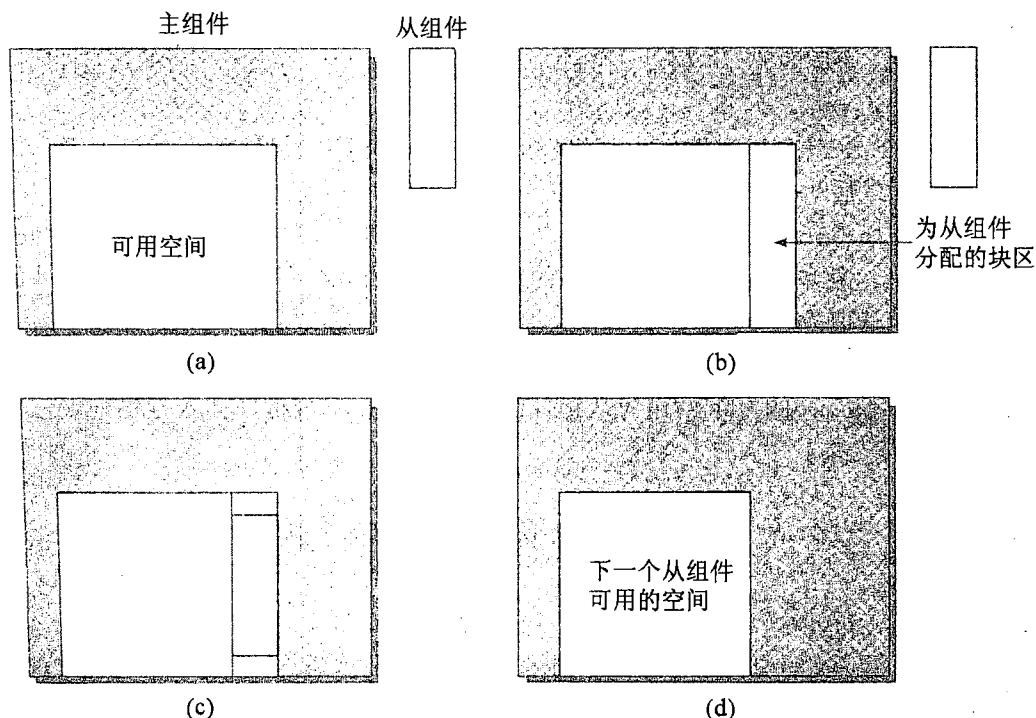 主组件
从组件
可用空间
为从组件
分配的块区
(a)
(b)
下一个从组件
可用的空间
(c)
(d)